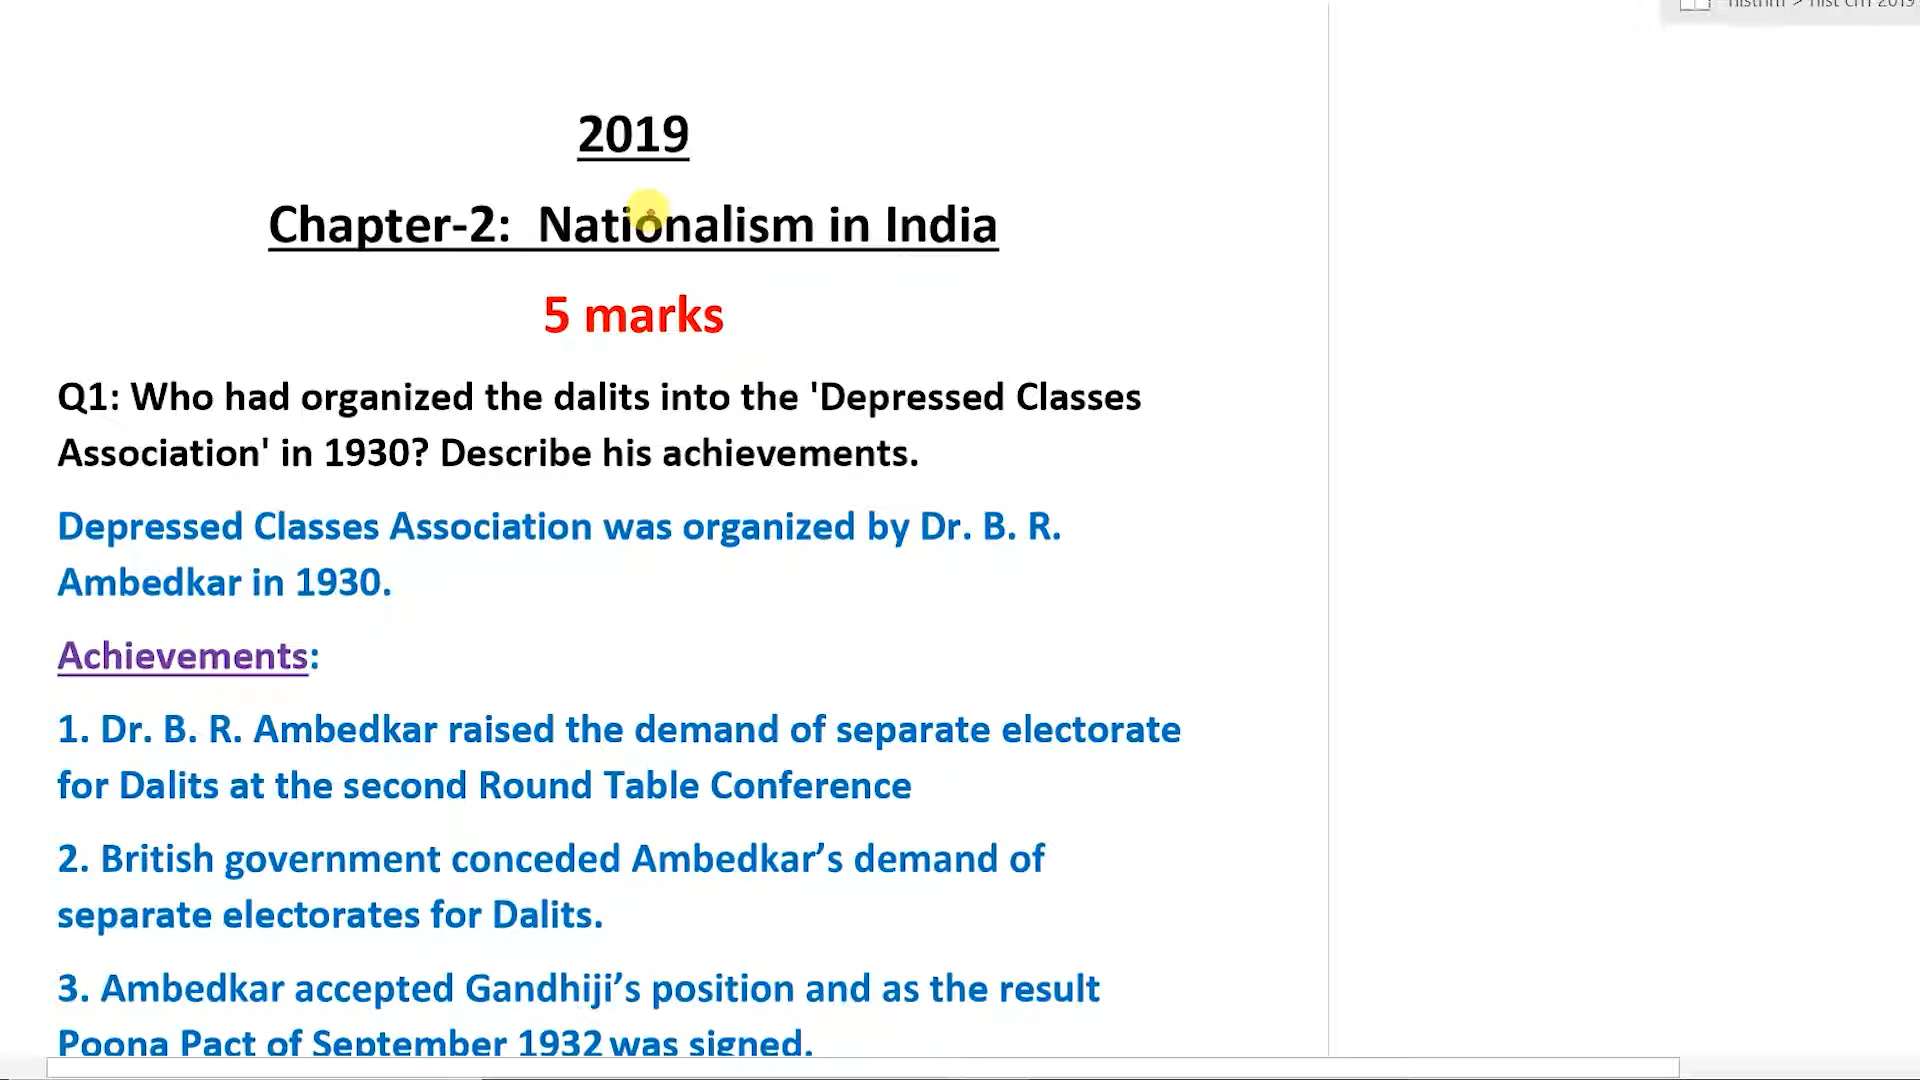 histhm > hist cm 2019
2019
Chapter-2: Nationalism in India
5 marks
Q1: Who had organized the dalits into the 'Depressed Classes
Association' in 1930? Describe his achievements.
Depressed Classes Association was organized by Dr. B. R.
Ambedkar in 1930.
Achievements:
1. Dr. B. R. Ambedkar raised the demand of separate electorate
for Dalits at the second Round Table Conference
2. British government conceded Ambedkar’s demand of
separate electorates for Dalits.
3. Ambedkar accepted Gandhiji’s position and as the result
Poona Pact of September 1932 was signed.